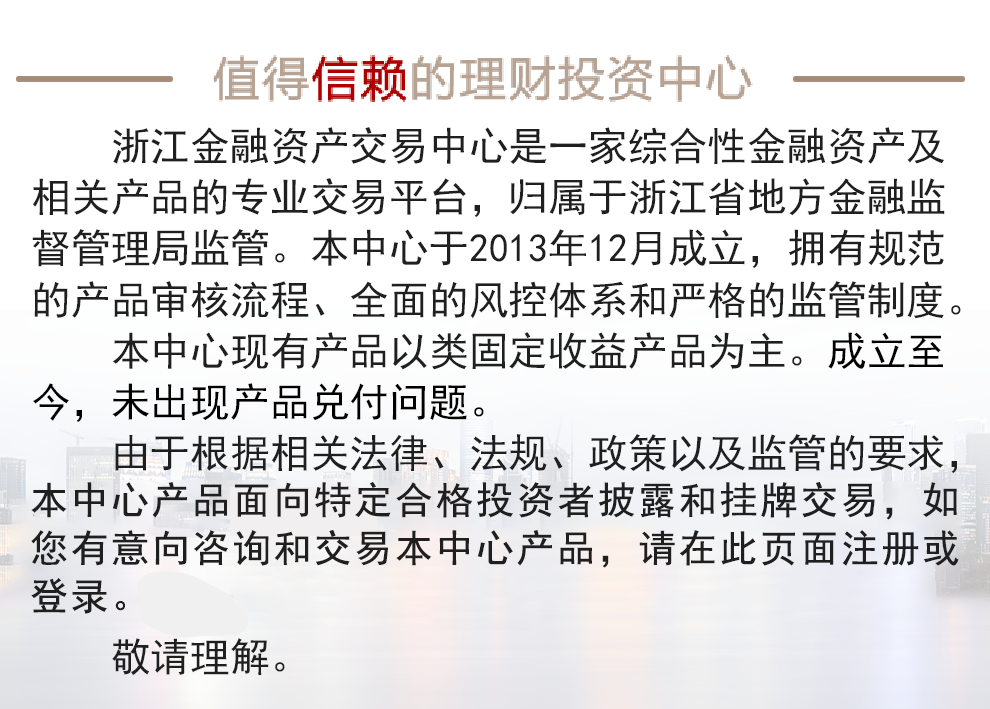 值得信赖的理财投资中心
浙江金融资产交易中心是一家综合性金融资产及
相关产品的专业交易平台，归属于浙江省地方金融监
督管理局监管。本中心于2013年12月成立，拥有规范
的产品审核流程、全面的风控体系和严格的监管制度。
本中心现有产品以类固定收益产品为主。成立至
今，未出现产品兑付问题。
由于根据相关法律、法规、政策以及监管的要求，
本中心产品面向特定合格投资者披露和挂牌交易，如
您有意向咨询和交易本中心产品，请在此页面注册或
登录。
敬请理解。